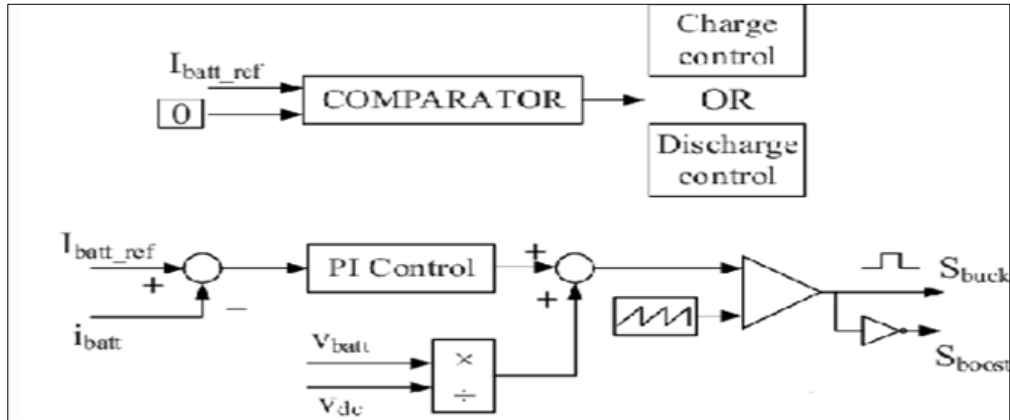 Charge
control
I_batt_ref
0
COMPARATOR
OR
Discharge
control
I_batt_ref
+
−
i_batt
PI Control
+
+
v_batt
v_dc
×
÷
S_buck
S_boost